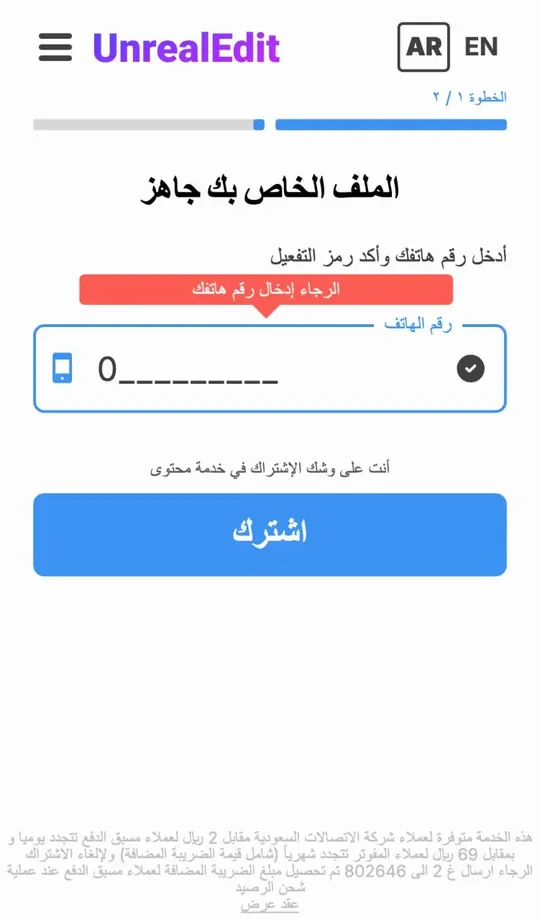 UnrealEdit
AR EN
الخطوة ١ / ٢
الملف الخاص بك جاهز
أدخل رقم هاتفك وأكد رمز التفعيل
الرجاء إدخال رقم هاتفك
رقم الهاتف
0_________
أنت على وشك الإشتراك في خدمة محتوى
اشترك
هذه الخدمة متوفرة لعملاء شركة الاتصالات السعودية مقابل 2 ريال لعملاء مسبق الدفع تتجدد يوميا و
بمقابل 69 ريال لعملاء المفوتر تتجدد شهرياً (شامل قيمة الضريبة المضافة) ولإلغاء الاشتراك
الرجاء ارسال غ 2 الى 802646 تم تحصيل مبلغ الضريبة المضافة لعملاء مسبق الدفع عند عملية
شحن الرصيد
عقد عرض